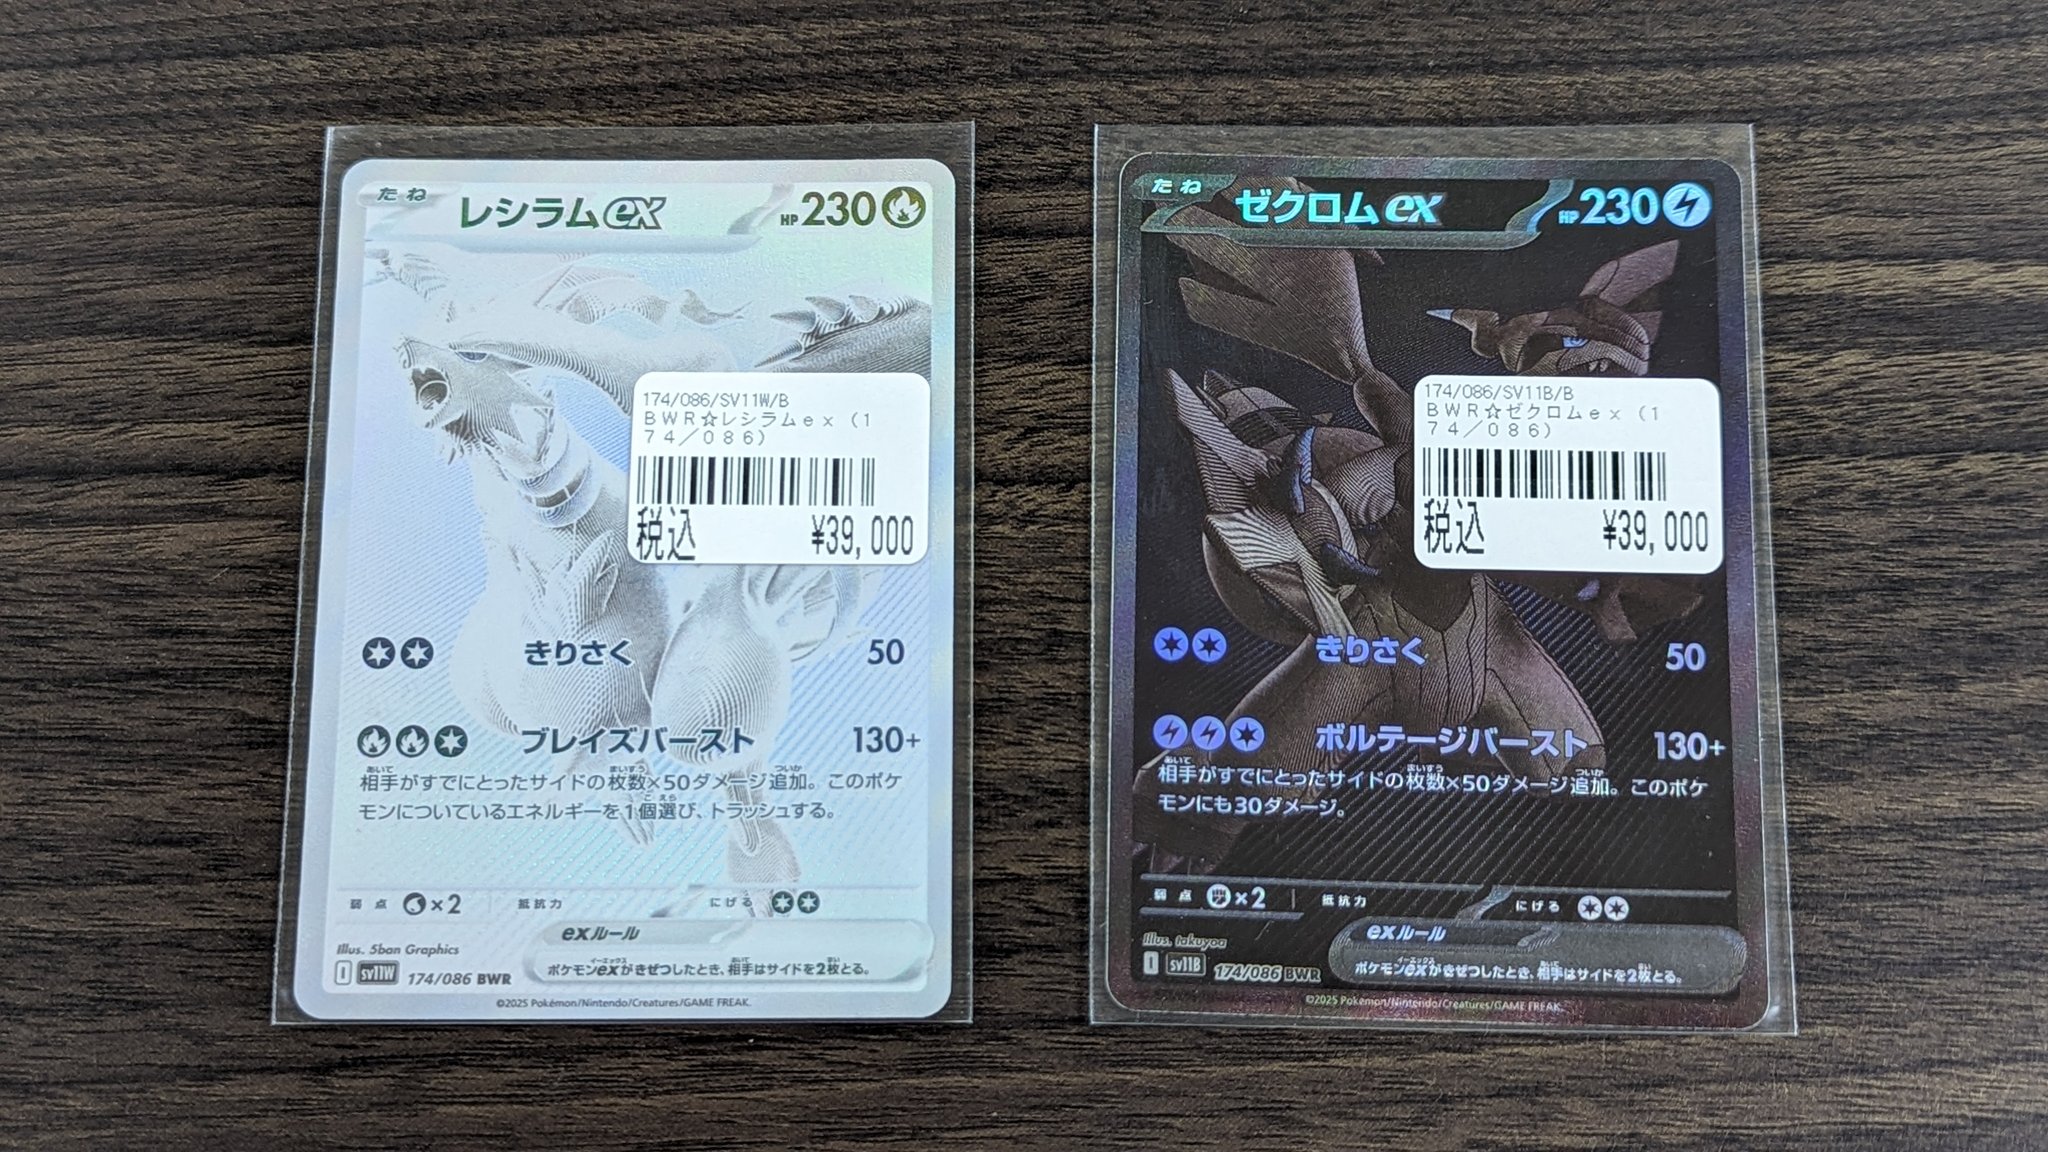 たね
レシラムex
HP230
174/086/SV11W/B
BWR☆レシラムex(1
74/086)
税込 ¥39,000
きりさく 50
ブレイズバースト 130+
相手がすでにとったサイドの枚数×50ダメージ追加。このポケ
モンについているエネルギーを1個選び、トラッシュする。
弱点 ×2 抵抗力 にげる
exルール
Illus. 5ban Graphics
ポケモンexがきぜつしたとき、相手はサイドを2枚とる。
I sv11W 174/086 BWR
©2025 Pokémon/Nintendo/Creatures/GAME FREAK.
たね
ゼクロムex
HP230
174/086/SV11B/B
BWR☆ゼクロムex(1
74/086)
税込 ¥39,000
きりさく 50
ボルテージバースト 130+
相手がすでにとったサイドの枚数×50ダメージ追加。このポケ
モンにも30ダメージ。
弱点 ×2 抵抗力 にげる
exルール
Illus. takuyoa
ポケモンexがきぜつしたとき、相手はサイドを2枚とる。
I sv11B 174/086 BWR
©2025 Pokémon/Nintendo/Creatures/GAME FREAK.